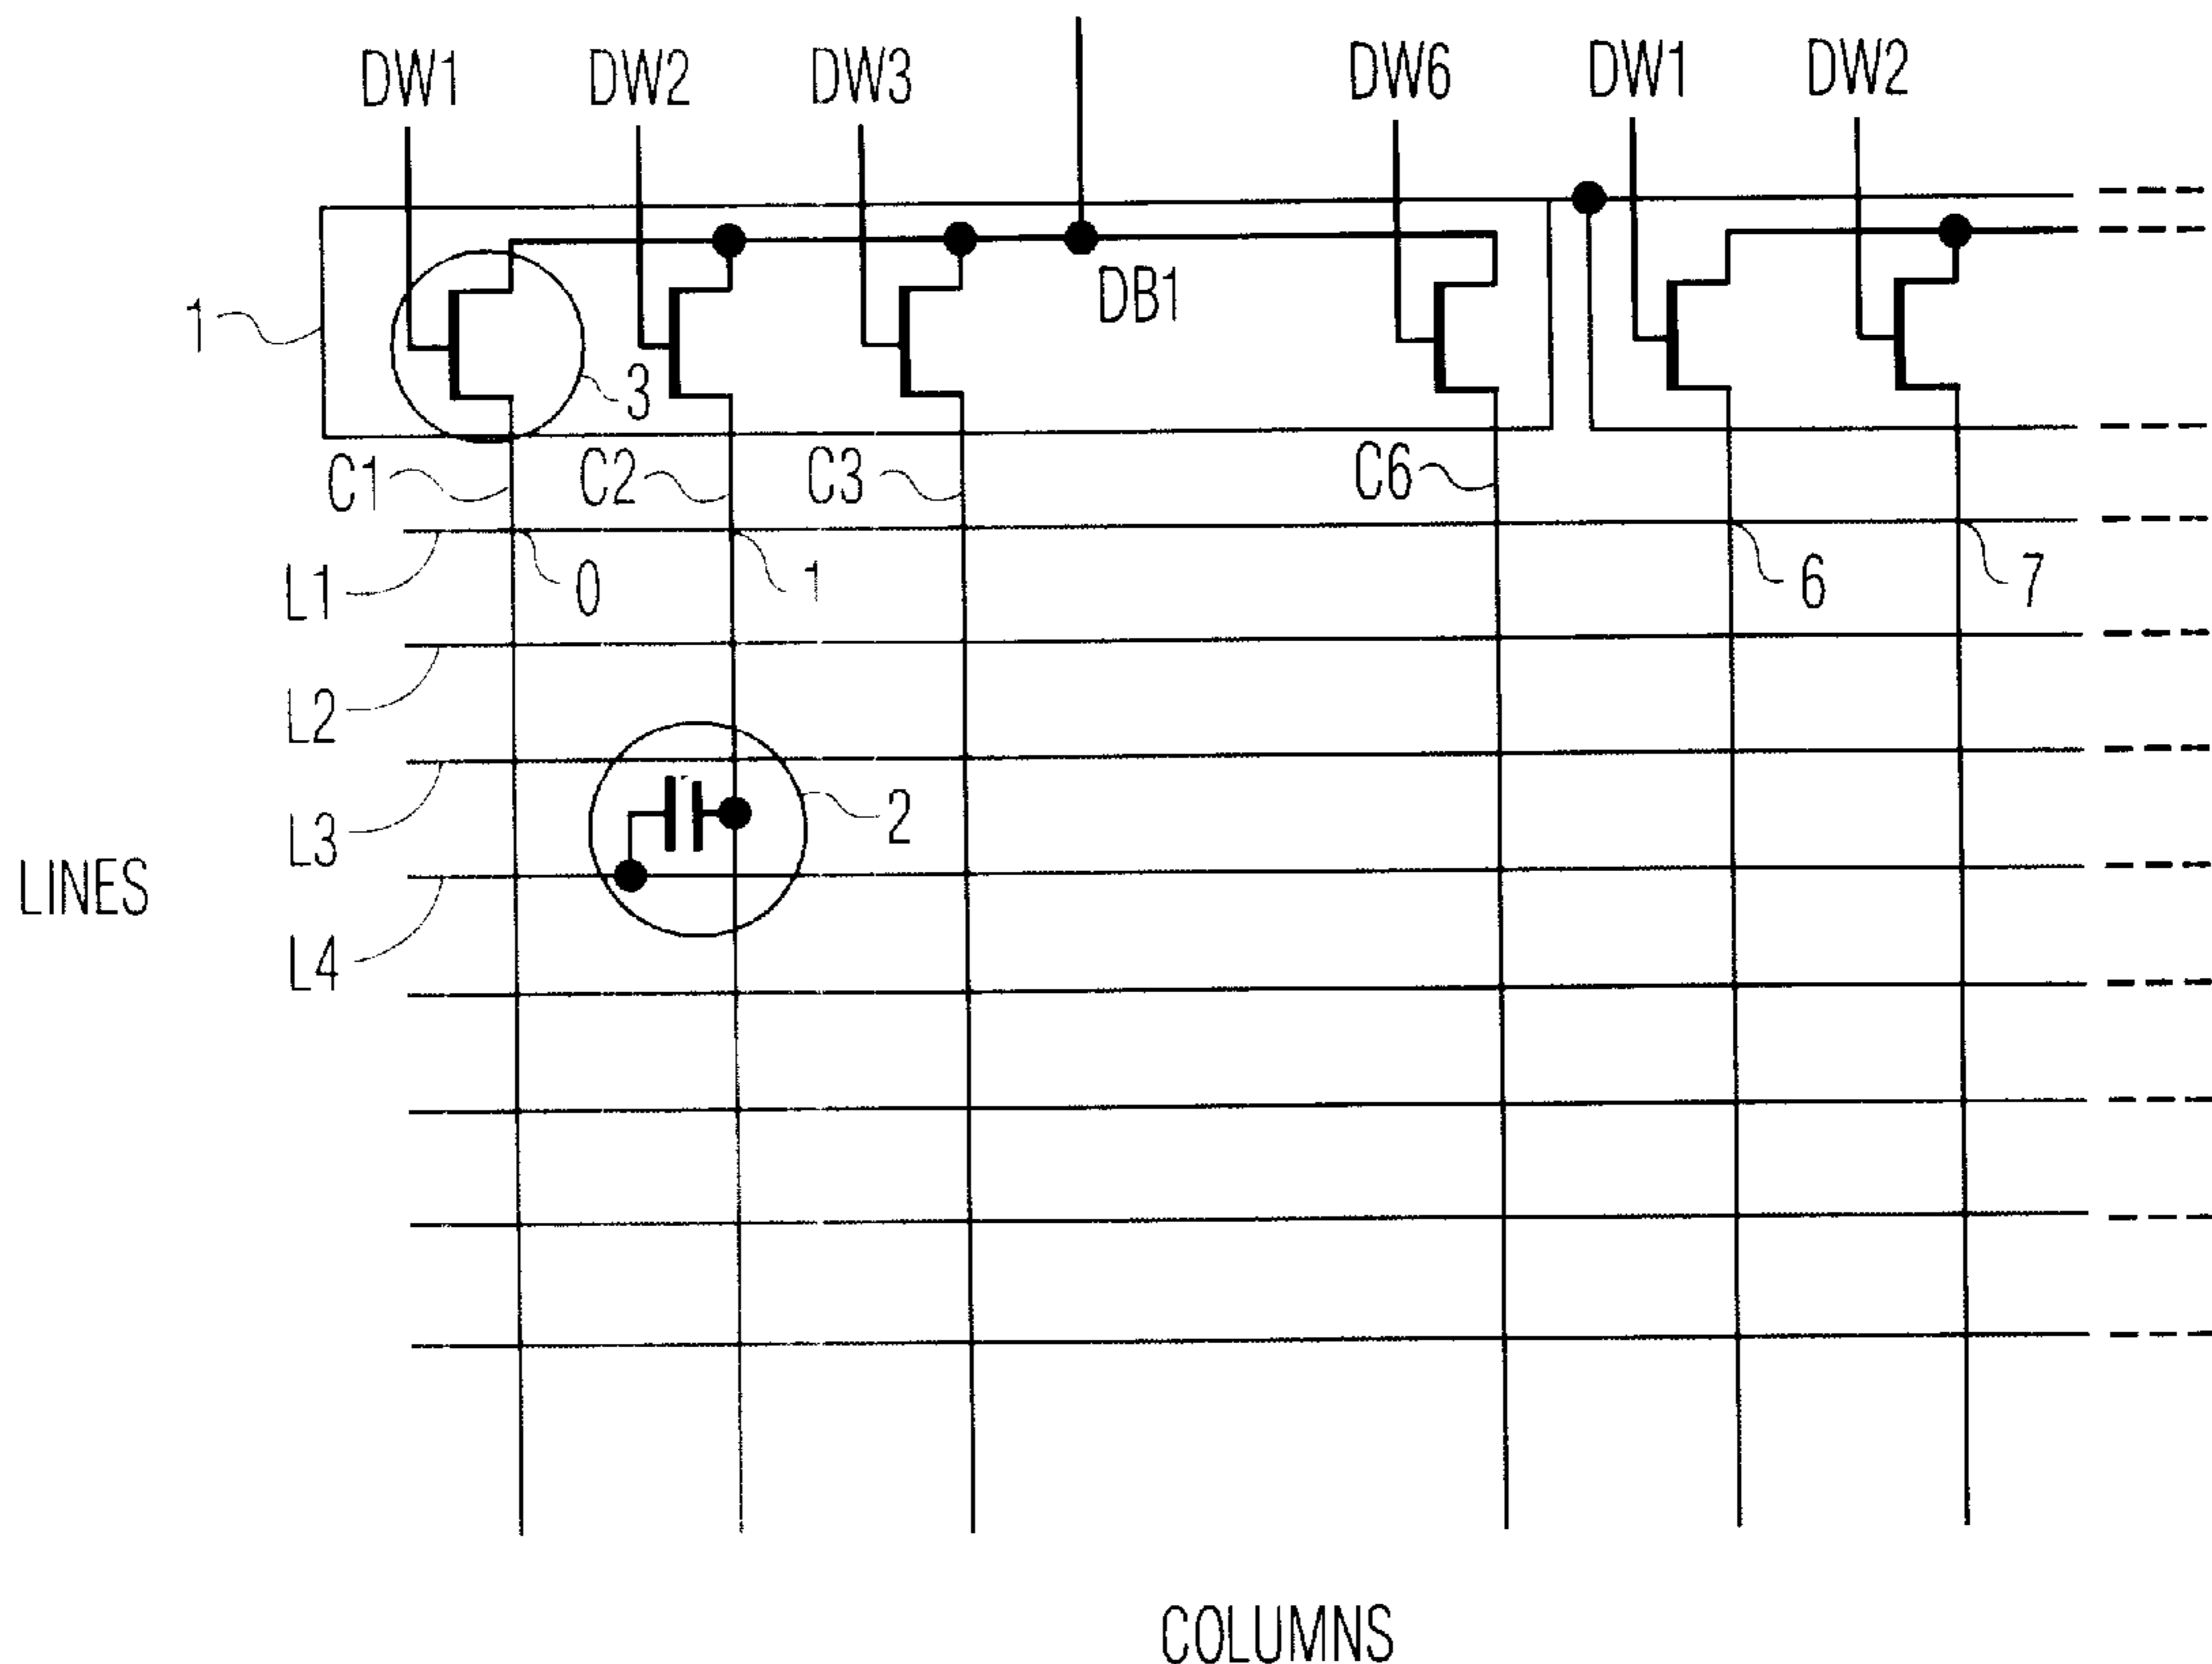 DW1 DW2 DW3 DW6 DW1 DW2
DB1
1
3
C1 C2 C3 C6
L1 0 1 6 7
L2
L3 2
LINES
L4
COLUMNS